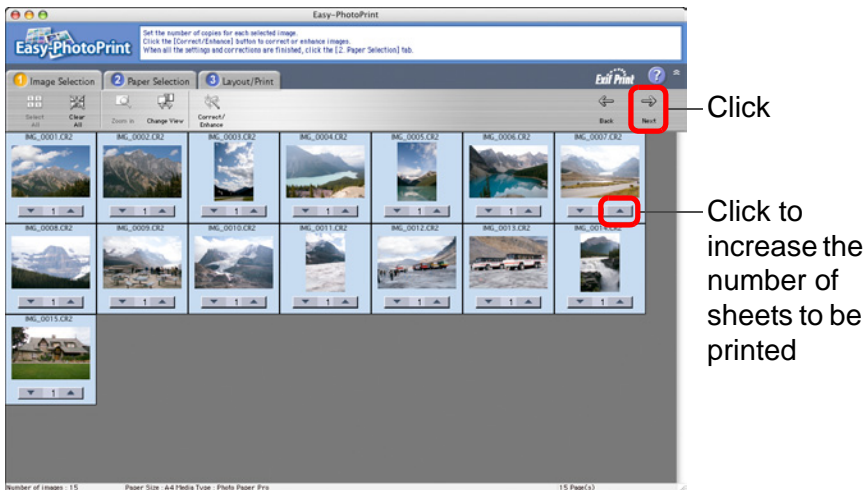 Easy-PhotoPrint
Easy-PhotoPrint
Set the number of copies for each selected image.
Click the [Correct/Enhance] button to correct or enhance images.
When all the settings and corrections are finished, click the [2. Paper Selection] tab.
1 Image Selection
2 Paper Selection
3 Layout/Print
Exif Print
?
Select All
Clear All
Zoom in
Change View
Correct/
Enhance
Back
Next
Click
IMG_0001.CR2
IMG_0002.CR2
IMG_0003.CR2
IMG_0004.CR2
IMG_0005.CR2
IMG_0006.CR2
IMG_0007.CR2
1
1
1
1
1
1
Click to
increase the
number of
sheets to be
printed
IMG_0008.CR2
IMG_0009.CR2
IMG_0010.CR2
IMG_0011.CR2
IMG_0012.CR2
IMG_0013.CR2
1
1
1
1
1
1
1
IMG_0015.CR2
1
Number of images : 15
Paper Size : A4 Media Type : Photo Paper Pro
15 Page(s)